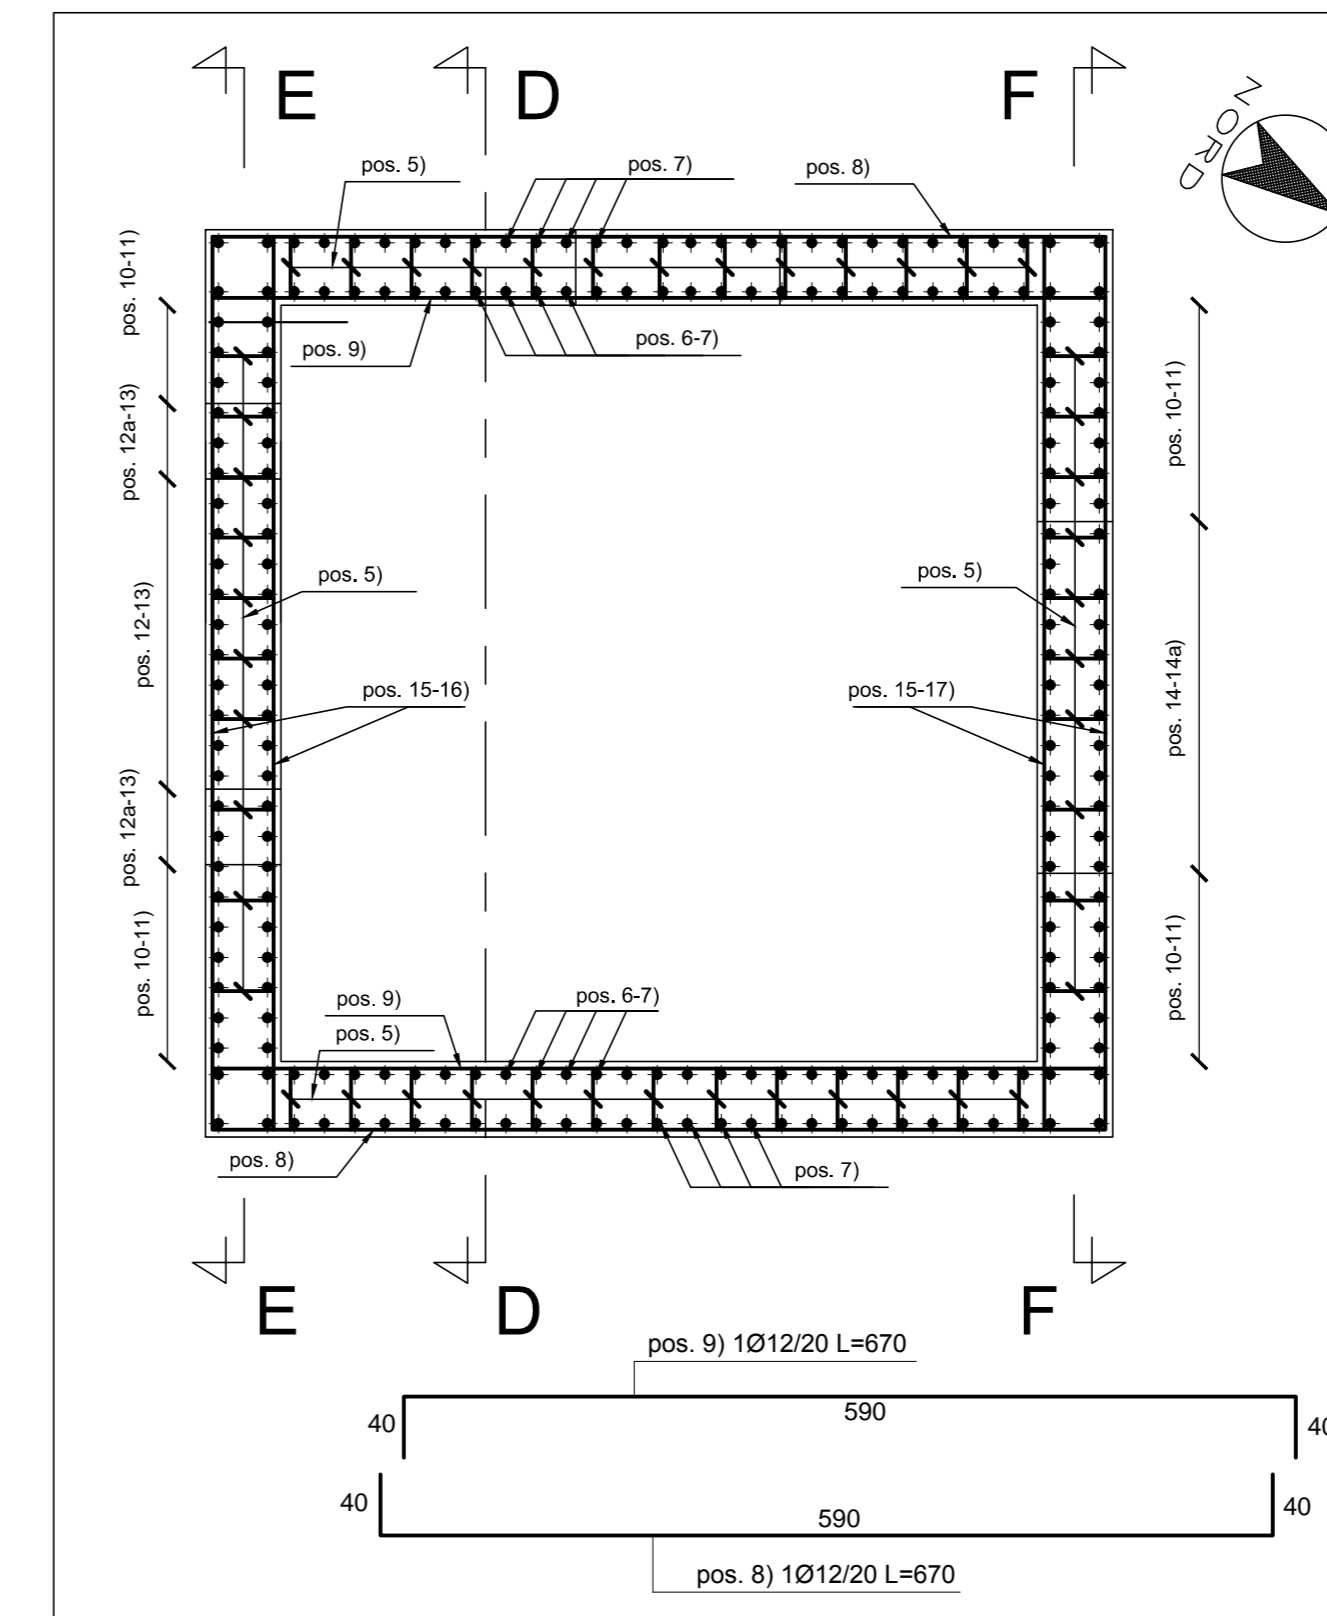 E
D
F
NORD
pos. 5)
pos. 7)
pos. 8)
pos. 10-11)
pos. 9)
pos. 6-7)
pos. 12a-13)
pos. 10-11)
pos. 5)
pos. 5)
pos. 12-13)
pos. 15-16)
pos. 15-17)
pos. 14-14a)
pos. 12a-13)
pos. 10-11)
pos. 10-11)
pos. 9)
pos. 6-7)
pos. 5)
pos. 8)
pos. 7)
E
D
F
pos. 9) 1Ø12/20 L=670
40
590
40
40
590
40
pos. 8) 1Ø12/20 L=670